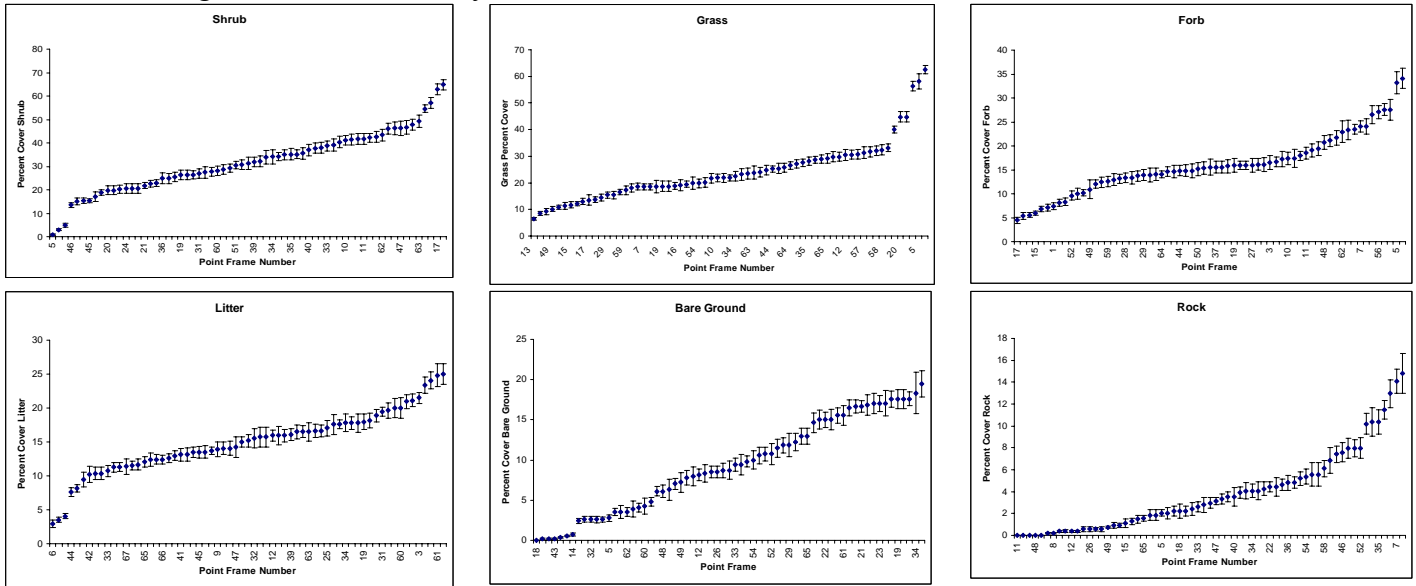 Shrub
Percent Cover Shrub
80
70
60
50
40
30
20
10
0
5 46 45 20 24 21 36 19 31 60 51 39 34 35 40 33 10 11 62 47 63 17
Point Frame Number
Grass
Grass Percent Cover
70
60
50
40
30
20
10
0
13 49 15 17 29 59 7 19 16 54 10 34 63 44 64 35 65 12 57 58 20 5
Point Frame Number
Forb
Percent Cover Forb
40
35
30
25
20
15
10
5
0
17 15 1 52 49 59 28 29 64 44 50 37 19 27 3 10 11 48 62 7 56 5
Point Frame
Litter
Percent Cover Litter
30
25
20
15
10
5
0
6 44 42 33 67 65 66 41 45 9 47 32 12 39 63 25 34 19 31 60 3 61
Point Frame Number
Bare Ground
Percent Cover Bare Ground
25
20
15
10
5
0
18 43 14 32 5 62 60 48 49 12 26 33 54 52 29 65 22 61 21 23 19 34
Point Frame
Rock
Percent Cover Rock
18
16
14
12
10
8
6
4
2
0
11 48 8 12 26 49 15 65 5 18 33 47 40 34 22 36 54 58 46 52 35 7
Point Frame Number